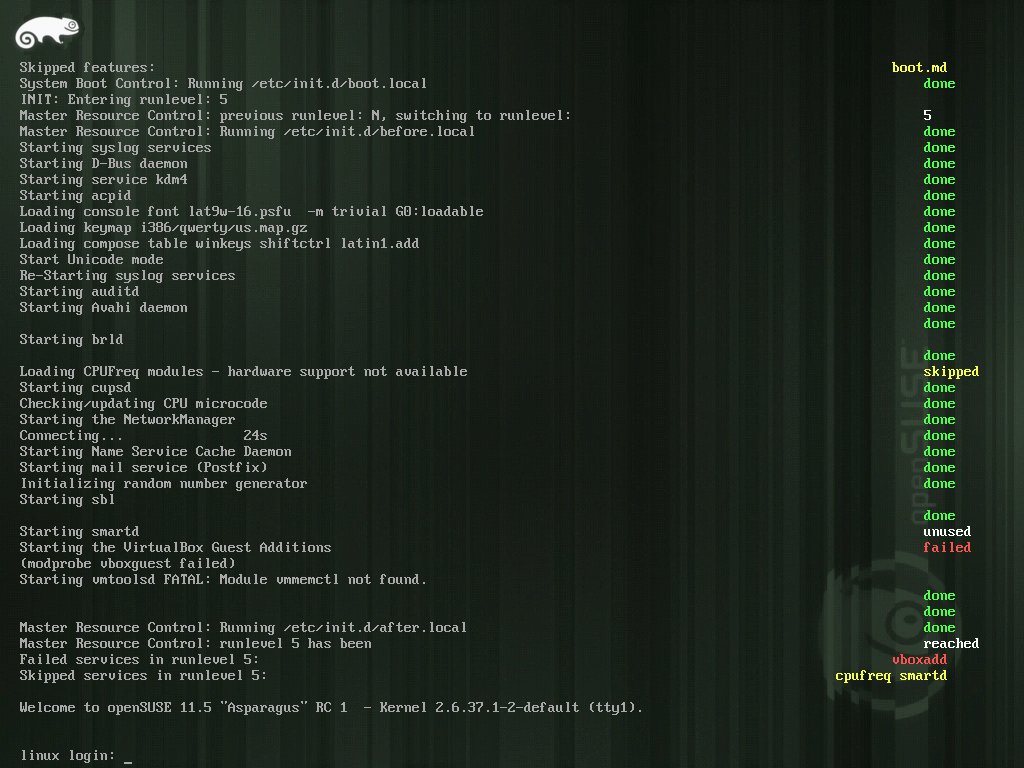 Skipped features: boot.md
System Boot Control: Running /etc/init.d/boot.local done
INIT: Entering runlevel: 5
Master Resource Control: previous runlevel: N, switching to runlevel: 5
Master Resource Control: Running /etc/init.d/before.local done
Starting syslog services done
Starting D-Bus daemon done
Starting service kdm4 done
Starting acpid done
Loading console font lat9w-16.psfu  -m trivial G0:loadable done
Loading keymap i386/qwerty/us.map.gz done
Loading compose table winkeys shiftctrl latin1.add done
Start Unicode mode done
Re-Starting syslog services done
Starting auditd done
Starting Avahi daemon done
done
Starting brld
done
Loading CPUFreq modules - hardware support not available skipped
Starting cupsd done
Checking/updating CPU microcode done
Starting the NetworkManager done
Connecting... 24s done
Starting Name Service Cache Daemon done
Starting mail service (Postfix) done
Initializing random number generator done
Starting sbl
done
Starting smartd unused
Starting the VirtualBox Guest Additions failed
(modprobe vboxguest failed)
Starting vmtoolsd FATAL: Module vmmemctl not found.
done
done
Master Resource Control: Running /etc/init.d/after.local done
Master Resource Control: runlevel 5 has been reached
Failed services in runlevel 5: vboxadd
Skipped services in runlevel 5: cpufreq smartd
Welcome to openSUSE 11.5 "Asparagus" RC 1  - Kernel 2.6.37.1-2-default (tty1).
linux login: _
openSUSE